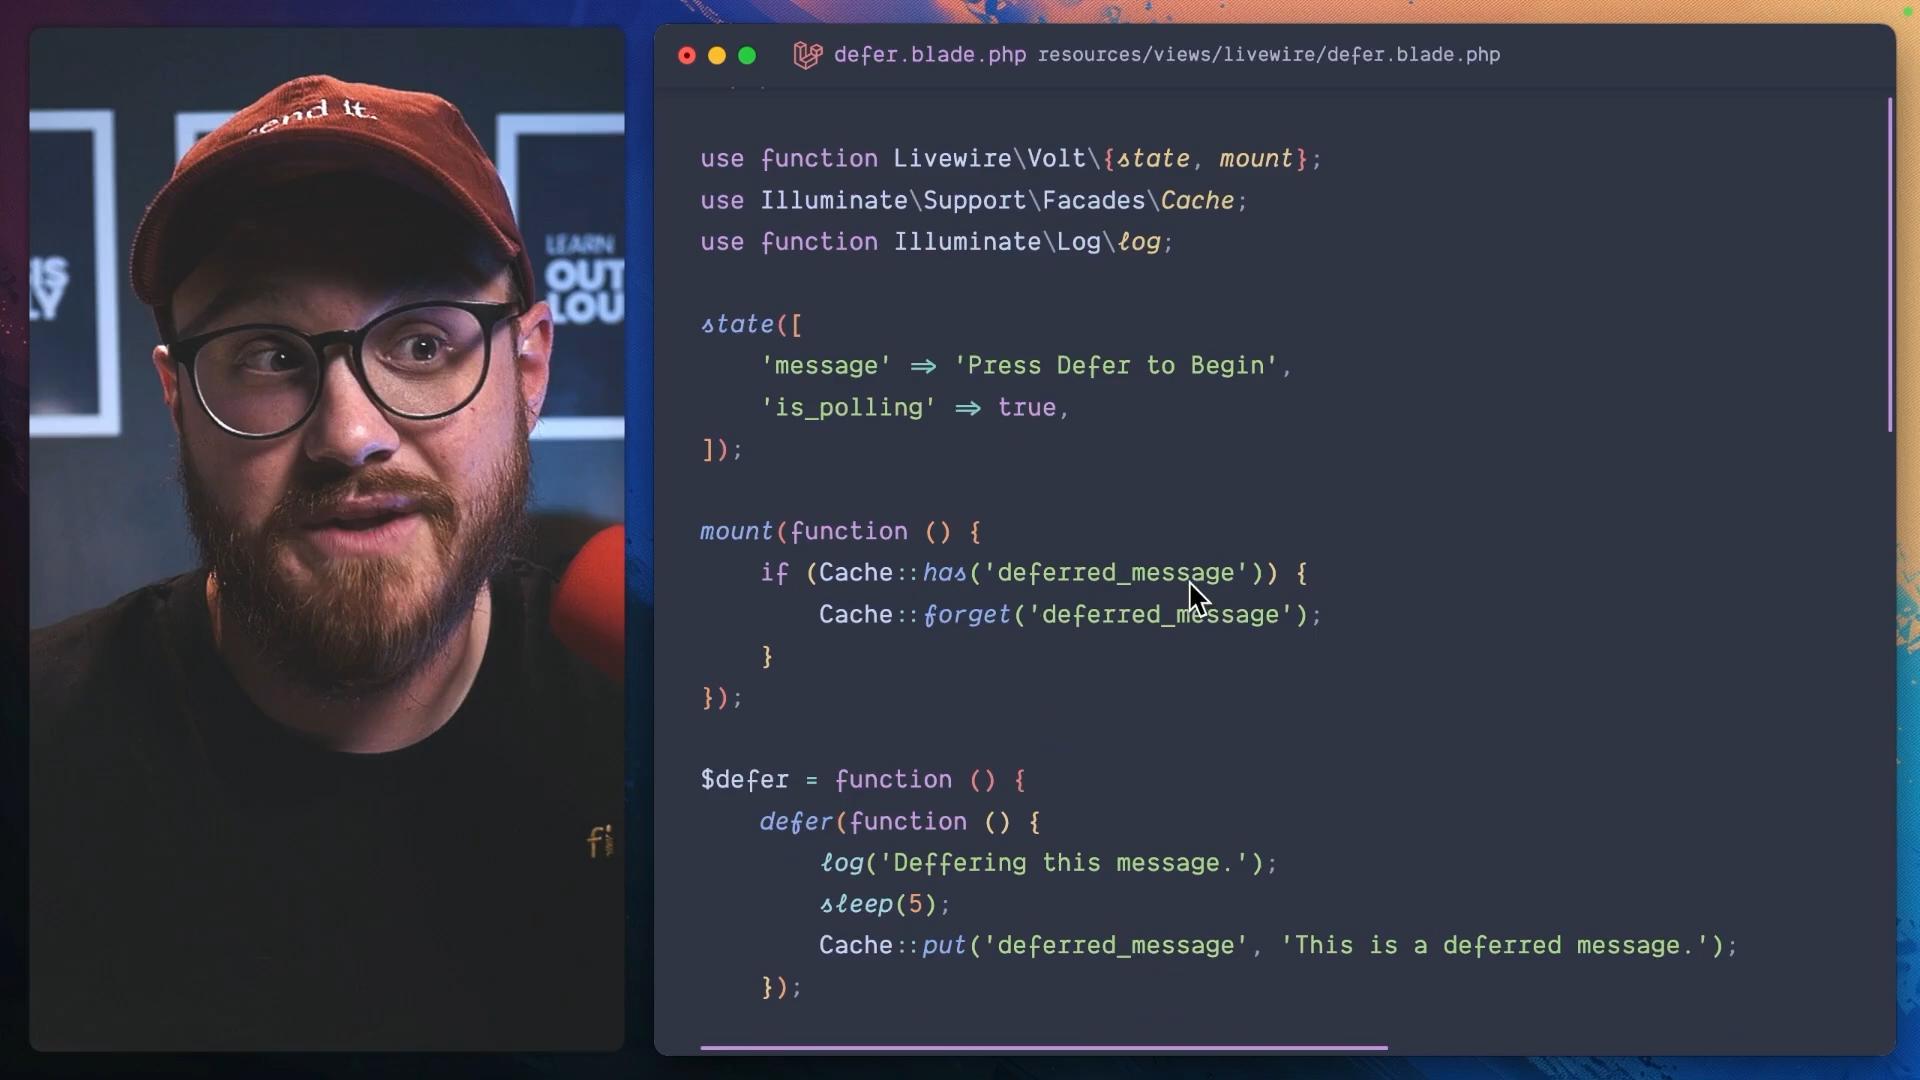 defer.blade.php resources/views/livewire/defer.blade.php
send it.
LEARN
OUT
LOU
use function Livewire\Volt\{state, mount};
use Illuminate\Support\Facades\Cache;
use function Illuminate\Log\log;
state([
'message' => 'Press Defer to Begin',
'is_polling' => true,
]);
mount(function () {
if (Cache::has('deferred_message')) {
Cache::forget('deferred_message');
}
});
$defer = function () {
defer(function () {
log('Deffering this message.');
sleep(5);
Cache::put('deferred_message', 'This is a deferred message.');
});